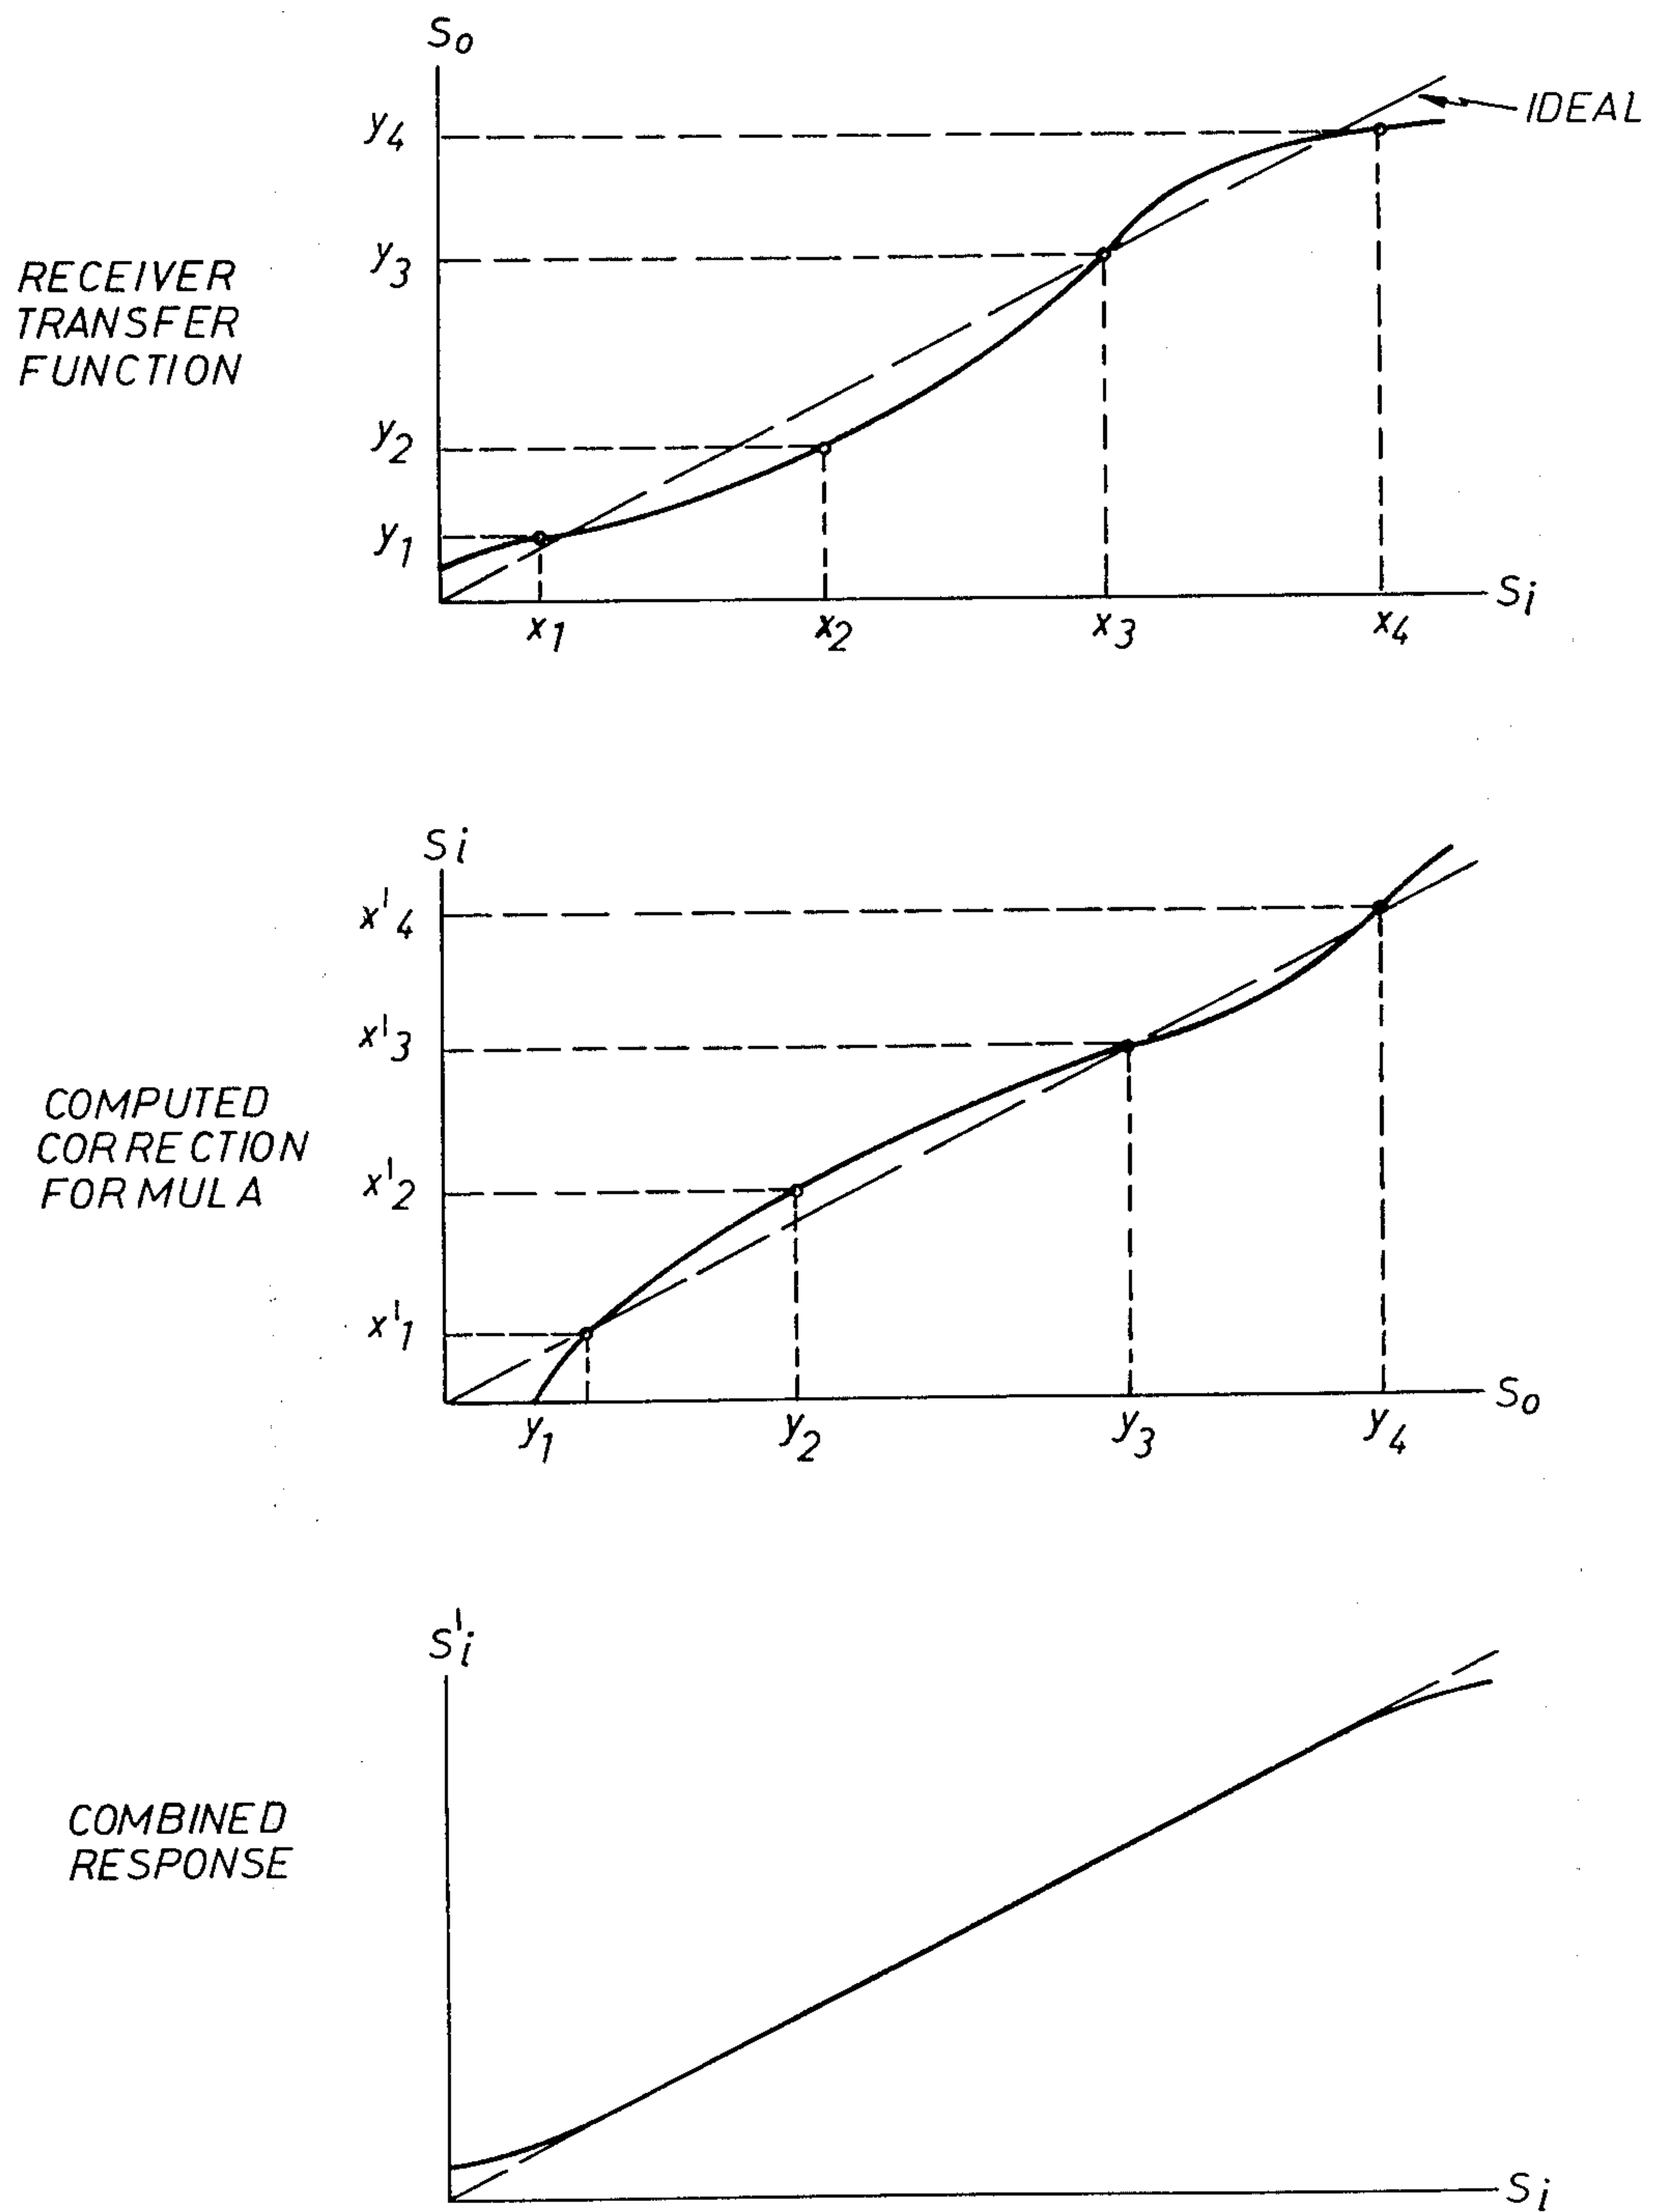 So
IDEAL
y4
y3
y2
y1
RECEIVER
TRANSFER
FUNCTION
Si
x1
x2
x3
x4
Si
x'4
x'3
x'2
x'1
COMPUTED
CORRECTION
FORMULA
So
y1
y2
y3
y4
S'i
COMBINED
RESPONSE
Si